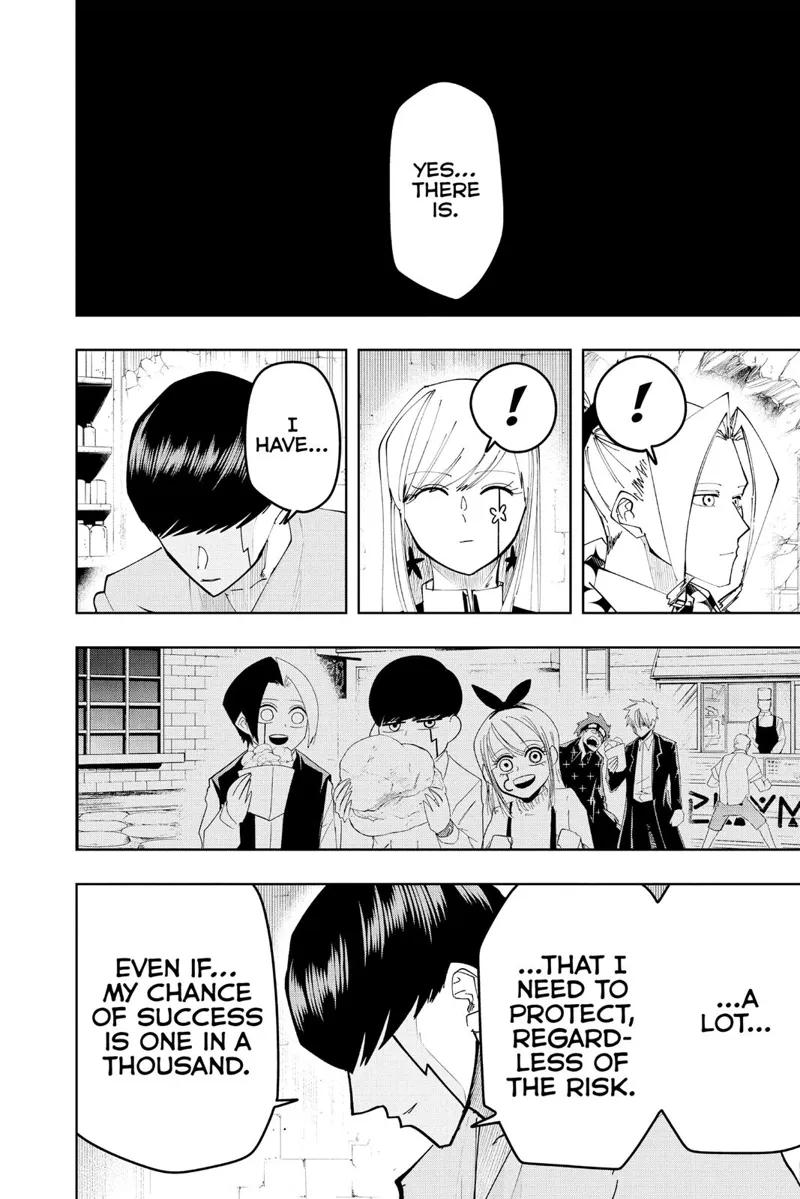 YES...
THERE
IS.
!
!
I
HAVE...
...A
LOT...
...THAT I
NEED TO
PROTECT,
REGARD-
LESS OF
THE RISK.
EVEN IF...
MY CHANCE
OF SUCCESS
IS ONE IN A
THOUSAND.